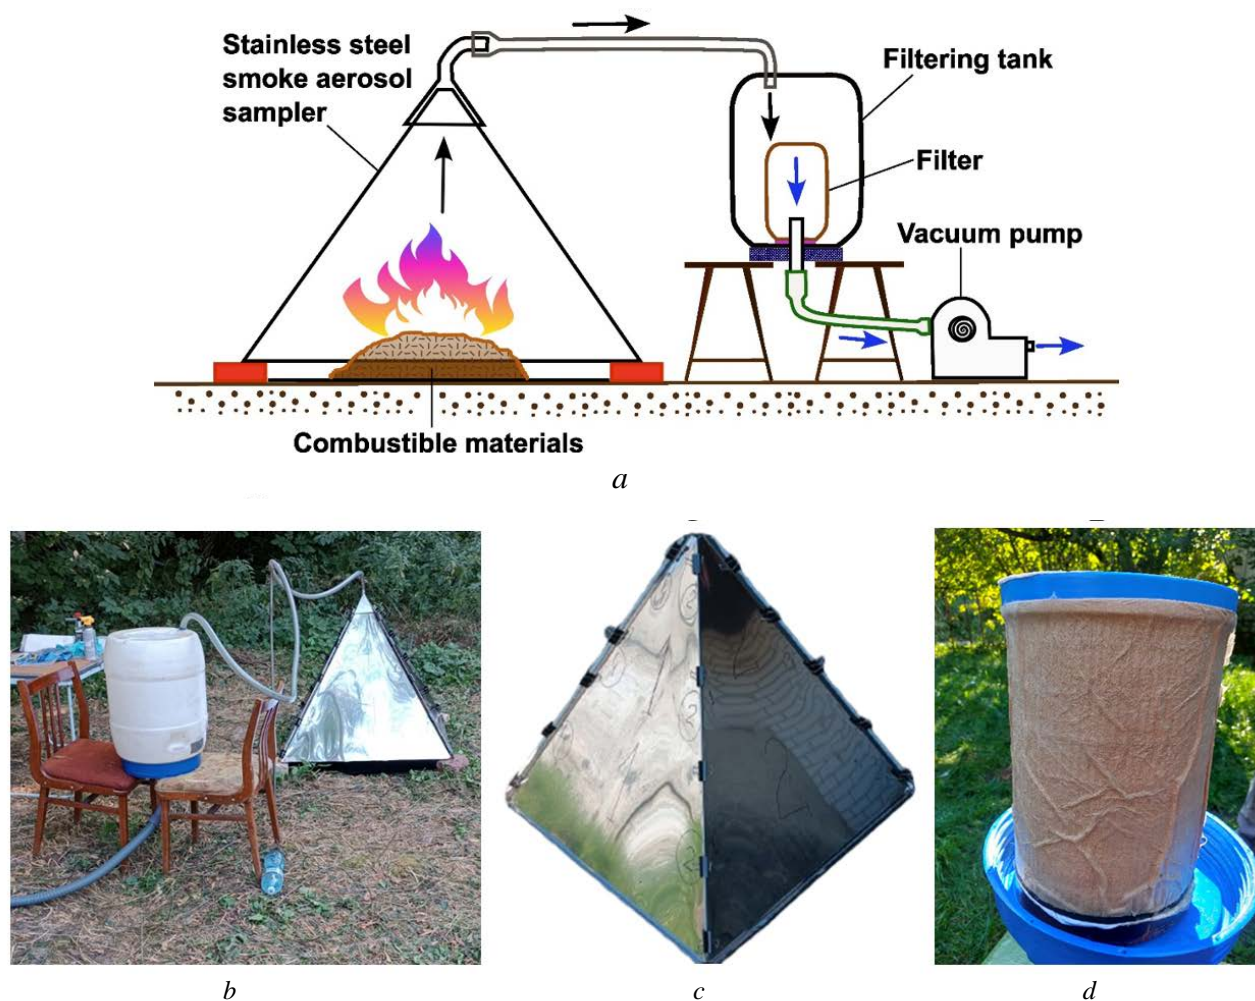 Stainless steel
smoke aerosol
sampler
Filtering tank
Filter
Vacuum pump
Combustible materials
a
b
c
d